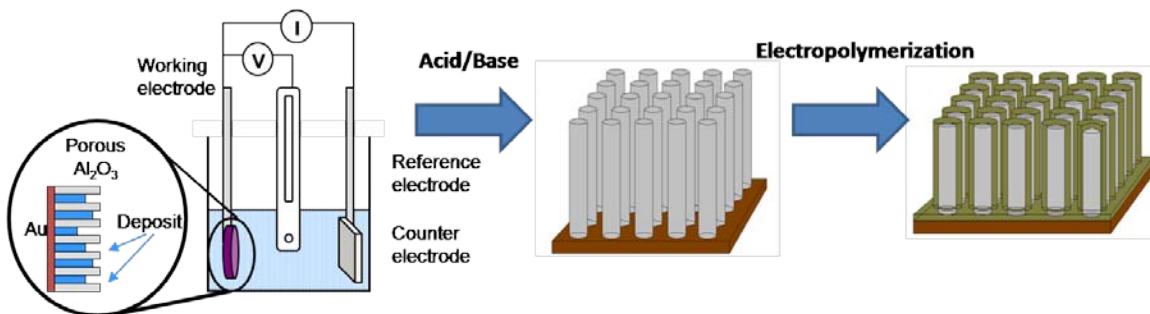 I
V
Working
electrode
Porous
Al₂O₃
Au
Deposit
Reference
electrode
Counter
electrode
Acid/Base
Electropolymerization